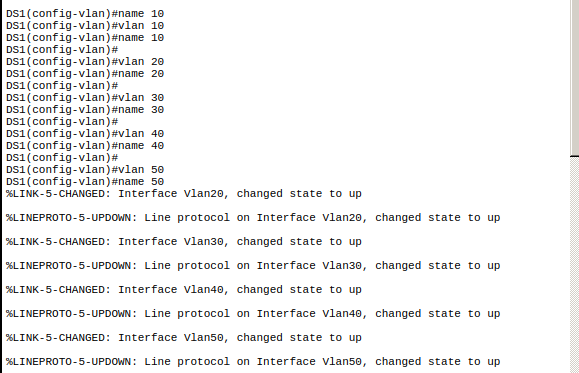 DS1(config-vlan)#name 10
DS1(config-vlan)#vlan 10
DS1(config-vlan)#name 10
DS1(config-vlan)#
DS1(config-vlan)#vlan 20
DS1(config-vlan)#name 20
DS1(config-vlan)#
DS1(config-vlan)#vlan 30
DS1(config-vlan)#name 30
DS1(config-vlan)#
DS1(config-vlan)#vlan 40
DS1(config-vlan)#name 40
DS1(config-vlan)#
DS1(config-vlan)#vlan 50
DS1(config-vlan)#name 50
%LINK-5-CHANGED: Interface Vlan20, changed state to up
%LINEPROTO-5-UPDOWN: Line protocol on Interface Vlan20, changed state to up
%LINK-5-CHANGED: Interface Vlan30, changed state to up
%LINEPROTO-5-UPDOWN: Line protocol on Interface Vlan30, changed state to up
%LINK-5-CHANGED: Interface Vlan40, changed state to up
%LINEPROTO-5-UPDOWN: Line protocol on Interface Vlan40, changed state to up
%LINK-5-CHANGED: Interface Vlan50, changed state to up
%LINEPROTO-5-UPDOWN: Line protocol on Interface Vlan50, changed state to up